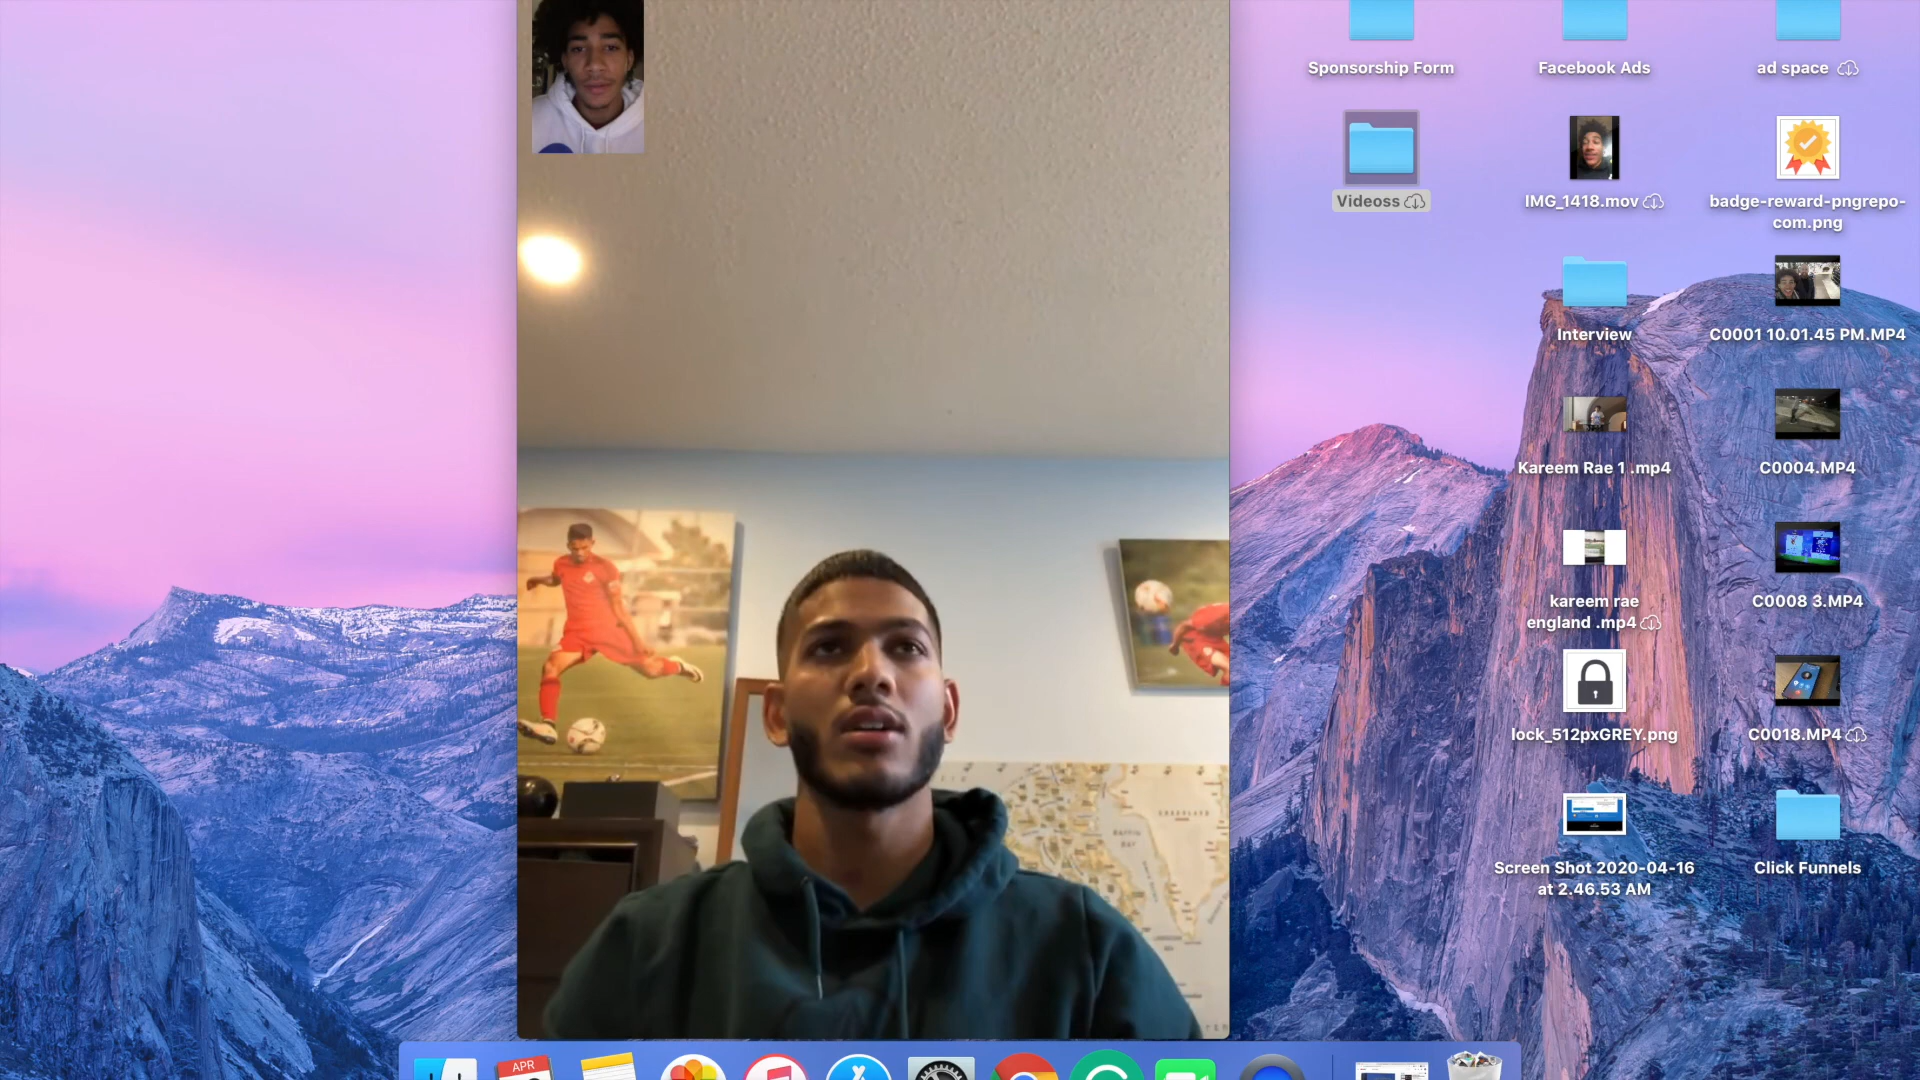 Sponsorship Form
Facebook Ads
ad space
Videoss
IMG_1418.mov
badge-reward-pngrepo-
com.png
Interview
C0001 10.01.45 PM.MP4
Kareem Rae 1 .mp4
C0004.MP4
kareem rae
england .mp4
C0008 3.MP4
lock_512pxGREY.png
C0018.MP4
Screen Shot 2020-04-16
at 2.46.53 AM
Click Funnels
BAFFIN
BAY
APR